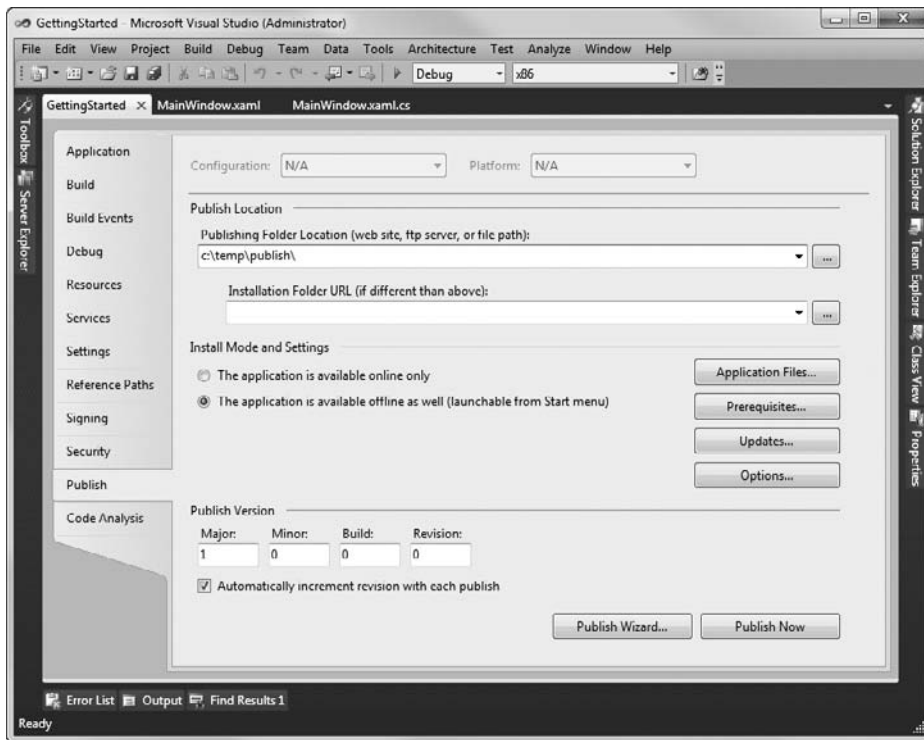 GettingStarted - Microsoft Visual Studio (Administrator)
File Edit View Project Build Debug Team Data Tools Architecture Test Analyze Window Help
Debug x86
GettingStarted MainWindow.xaml MainWindow.xaml.cs
Toolbox
Server Explorer
Application
Build
Build Events
Debug
Resources
Services
Settings
Reference Paths
Signing
Security
Publish
Code Analysis
Configuration: N/A Platform: N/A
Publish Location
Publishing Folder Location (web site, ftp server, or file path):
c:\temp\publish\
...
Installation Folder URL (if different than above):
...
Install Mode and Settings
The application is available online only
The application is available offline as well (launchable from Start menu)
Application Files...
Prerequisites...
Updates...
Options...
Publish Version
Major: Minor: Build: Revision:
1 0 0 0
Automatically increment revision with each publish
Publish Wizard... Publish Now
Solution Explorer
Team Explorer
Class View
Properties
Error List Output Find Results 1
Ready